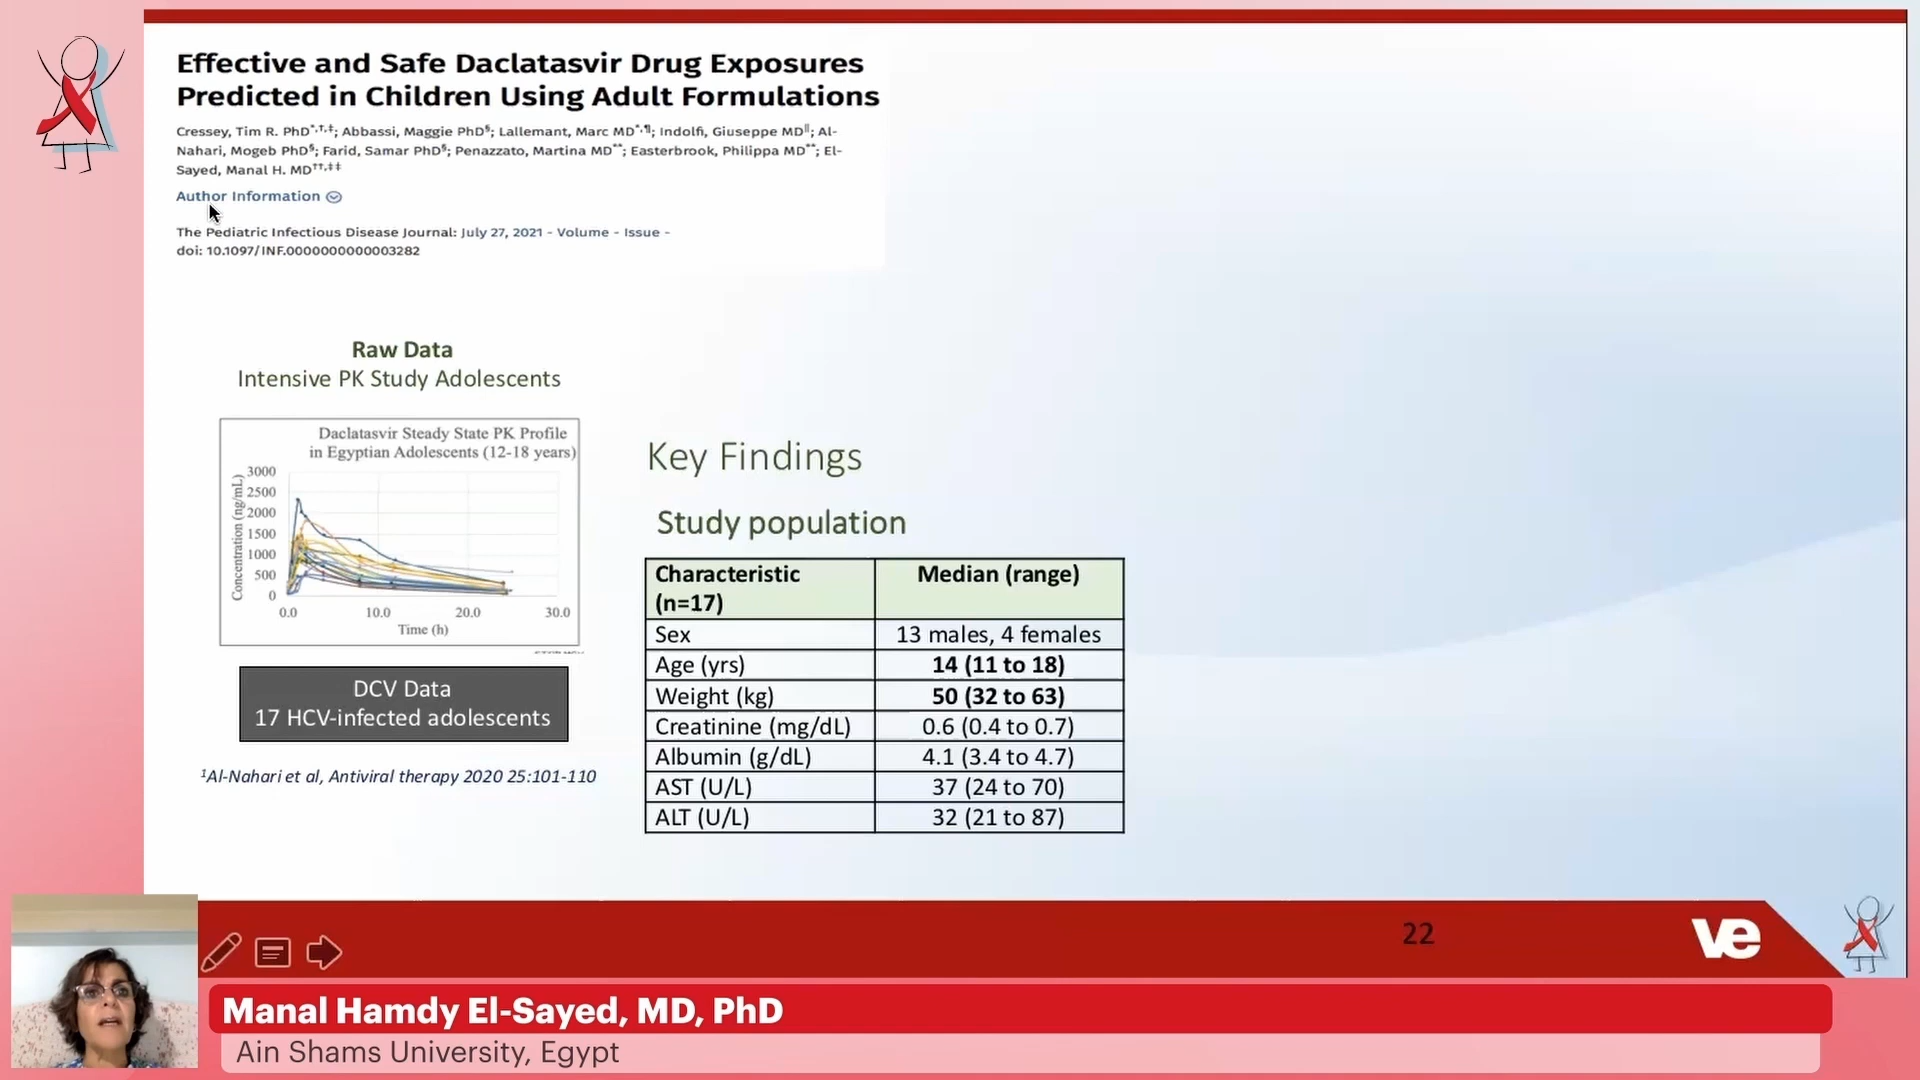 Effective and Safe Daclatasvir Drug Exposures
Predicted in Children Using Adult Formulations
Cressey, Tim R. PhD*,†,‡; Abbassi, Maggie PhD§; Lallemant, Marc MD*,¶; Indolfi, Giuseppe MD||; Al-
Nahari, Mogeb PhD§; Farid, Samar PhD§; Penazzato, Martina MD**; Easterbrook, Philippa MD**; El-
Sayed, Manal H. MD††,‡‡
Author Information
The Pediatric Infectious Disease Journal: July 27, 2021 - Volume - Issue -
doi: 10.1097/INF.0000000000003282
Raw Data
Intensive PK Study Adolescents
Daclatasvir Steady State PK Profile
in Egyptian Adolescents (12-18 years)
Concentration (ng/mL)
3000
2500
2000
1500
1000
500
0
0.0 10.0 20.0 30.0
Time (h)
DCV Data
17 HCV-infected adolescents
¹Al-Nahari et al, Antiviral therapy 2020 25:101-110
Key Findings
Study population
Characteristic (n=17) Median (range)
Sex 13 males, 4 females
Age (yrs) 14 (11 to 18)
Weight (kg) 50 (32 to 63)
Creatinine (mg/dL) 0.6 (0.4 to 0.7)
Albumin (g/dL) 4.1 (3.4 to 4.7)
AST (U/L) 37 (24 to 70)
ALT (U/L) 32 (21 to 87)
22
ve
Manal Hamdy El-Sayed, MD, PhD
Ain Shams University, Egypt